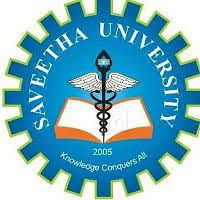 SAVEETHA UNIVERSITY
2005
Knowledge Conquers All